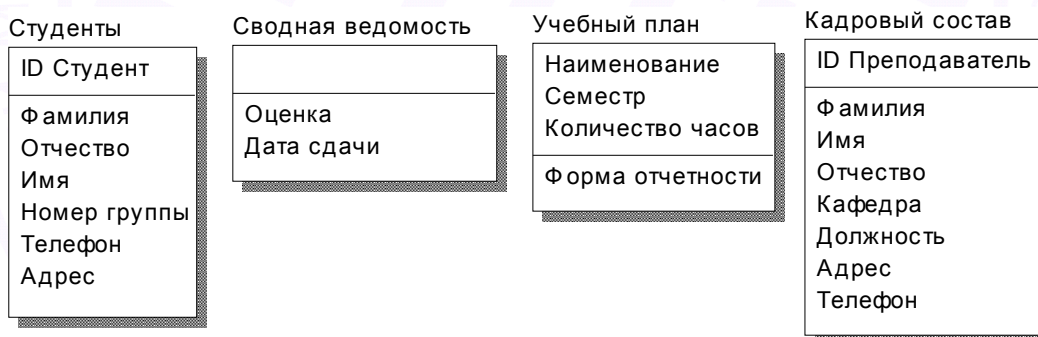 Студенты
ID Студент
Фамилия
Отчество
Имя
Номер группы
Телефон
Адрес
Сводная ведомость
Оценка
Дата сдачи
Учебный план
Наименование
Семестр
Количество часов
Форма отчетности
Кадровый состав
ID Преподаватель
Фамилия
Имя
Отчество
Кафедра
Должность
Адрес
Телефон